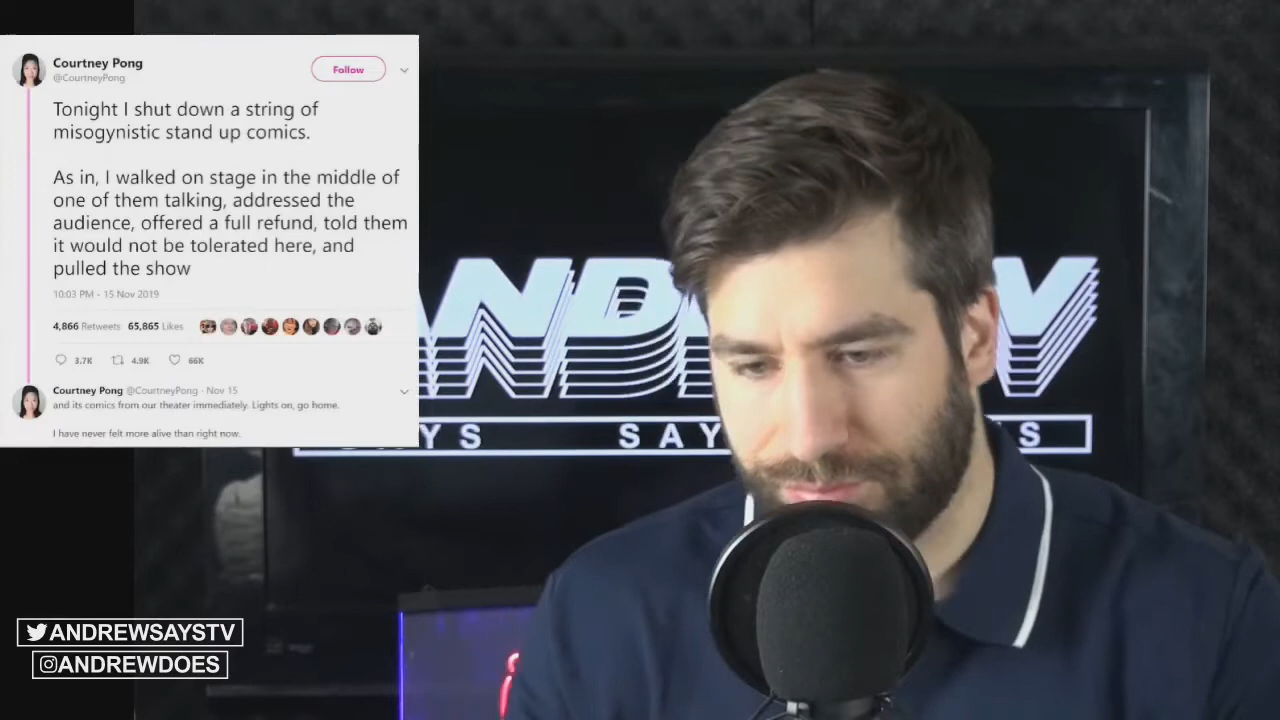 Courtney Pong
@CourtneyPong
Follow
Tonight I shut down a string of
misogynistic stand up comics.
As in, I walked on stage in the middle of
one of them talking, addressed the
audience, offered a full refund, told them
it would not be tolerated here, and
pulled the show
10:03 PM - 15 Nov 2019
4,866 Retweets 65,865 Likes
3.7K 4.9K 66K
Courtney Pong @CourtneyPong · Nov 15
and its comics from our theater immediately. Lights on, go home.
I have never felt more alive than right now.
@ANDREWSAYSTV
@ANDREWDOES